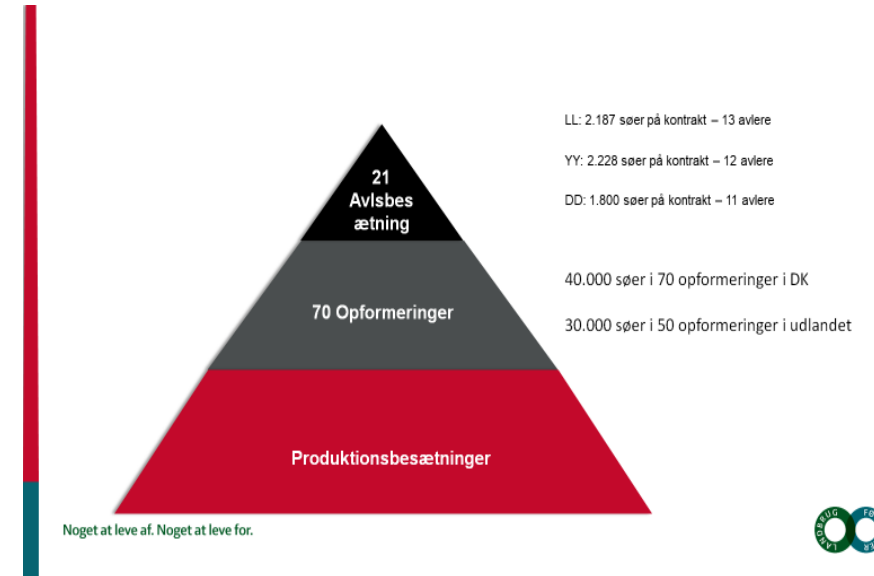 LL: 2.187 søer på kontrakt – 13 avlere
YY: 2.228 søer på kontrakt – 12 avlere
DD: 1.800 søer på kontrakt – 11 avlere
21
Avlsbes
ætning
40.000 søer i 70 opformeringer i DK
70 Opformeringer
30.000 søer i 50 opformeringer i udlandet
Produktionsbesætninger
Noget at leve af. Noget at leve for.
LANDBRUG